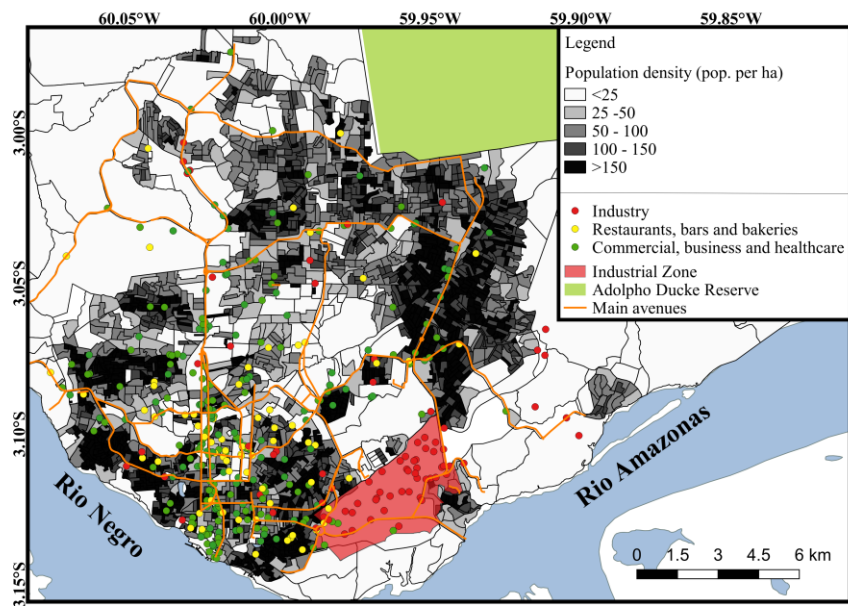 60.05°W 60.00°W 59.95°W 59.90°W 59.85°W
Legend
Population density (pop. per ha)
<25
25 -50
50 - 100
100 - 150
>150
Industry
Restaurants, bars and bakeries
Commercial, business and healthcare
Industrial Zone
Adolpho Ducke Reserve
Main avenues
3.00°S
3.05°S
3.10°S
3.15°S
Rio Negro
Rio Amazonas
0 1.5 3 4.5 6 km